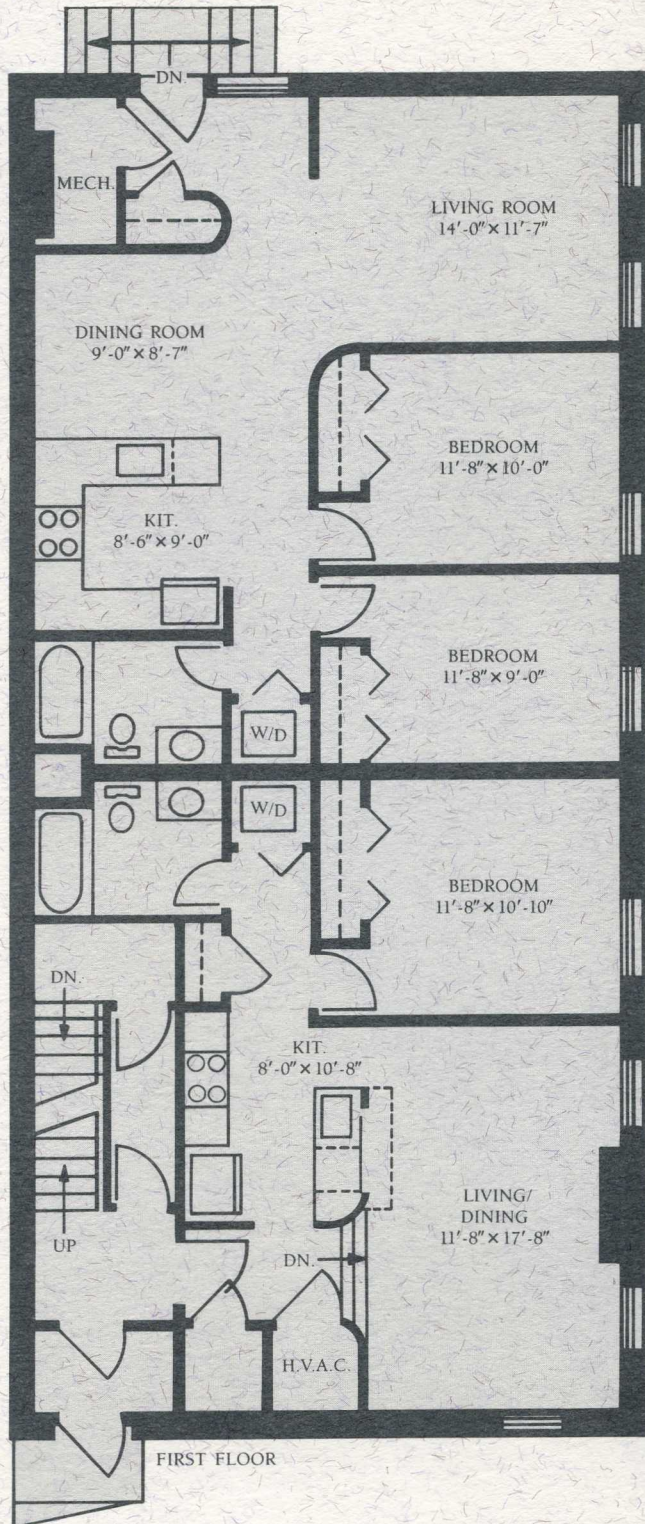 DN
MECH.
LIVING ROOM
14'-0" × 11'-7"
DINING ROOM
9'-0" × 8'-7"
BEDROOM
11'-8" × 10'-0"
KIT.
8'-6" × 9'-0"
BEDROOM
11'-8" × 9'-0"
W/D
W/D
BEDROOM
11'-8" × 10'-10"
DN.
KIT.
8'-0" × 10'-8"
LIVING/
DINING
11'-8" × 17'-8"
UP
DN.
H.V.A.C.
FIRST FLOOR